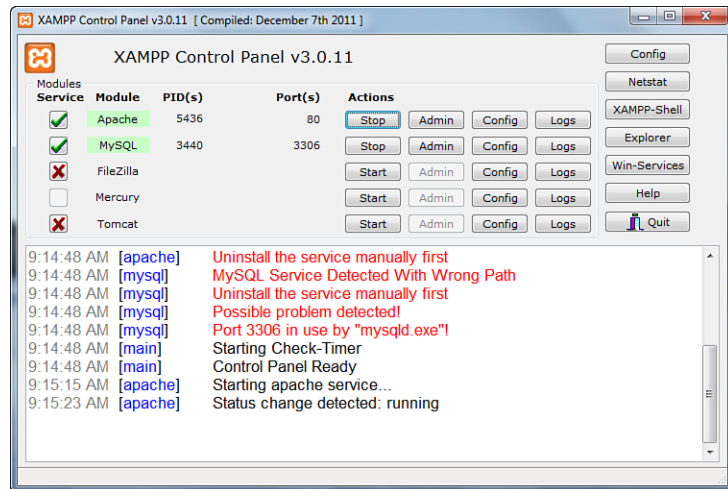 XAMPP Control Panel v3.0.11 [ Compiled: December 7th 2011 ]
XAMPP Control Panel v3.0.11
Config
Modules
Service Module PID(s) Port(s) Actions
Netstat
Apache 5436 80 Stop Admin Config Logs
XAMPP-Shell
MySQL 3440 3306 Stop Admin Config Logs
Explorer
FileZilla Start Admin Config Logs
Win-Services
Mercury Start Admin Config Logs
Help
Tomcat Start Admin Config Logs
Quit
9:14:48 AM [apache] Uninstall the service manually first
9:14:48 AM [mysql] MySQL Service Detected With Wrong Path
9:14:48 AM [mysql] Uninstall the service manually first
9:14:48 AM [mysql] Possible problem detected!
9:14:48 AM [mysql] Port 3306 in use by "mysqld.exe"!
9:14:48 AM [main] Starting Check-Timer
9:14:48 AM [main] Control Panel Ready
9:15:15 AM [apache] Starting apache service...
9:15:23 AM [apache] Status change detected: running